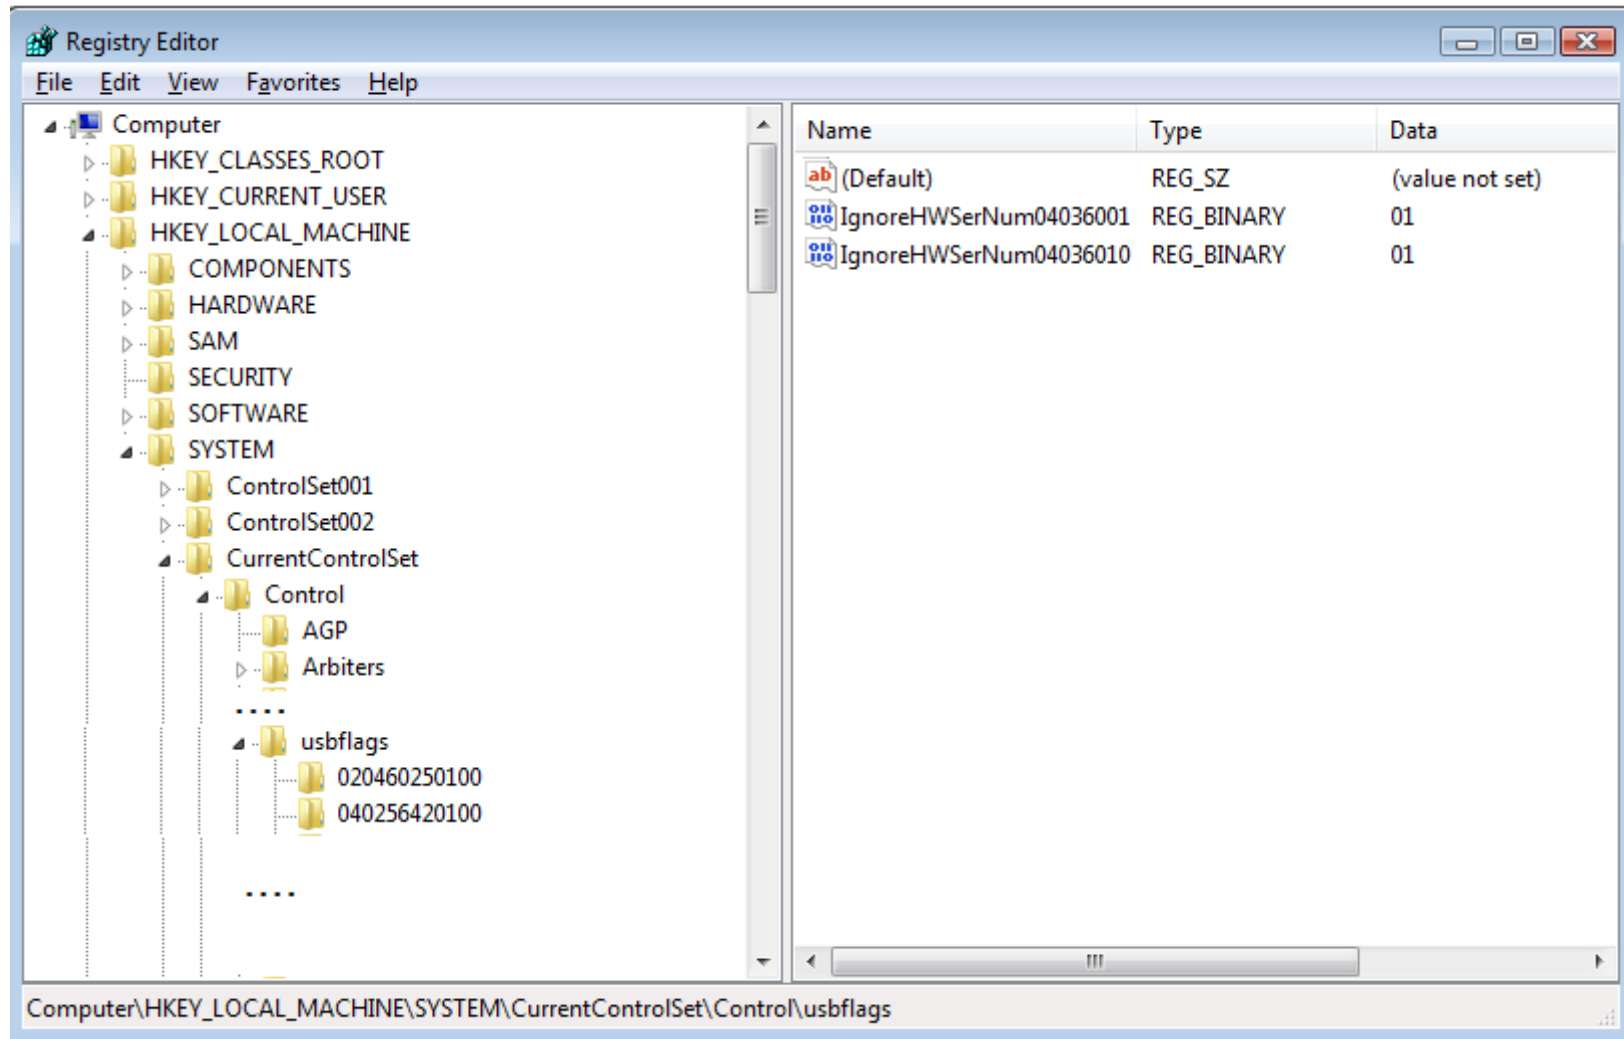 Registry Editor
File Edit View Favorites Help
Computer
HKEY_CLASSES_ROOT
HKEY_CURRENT_USER
HKEY_LOCAL_MACHINE
COMPONENTS
HARDWARE
SAM
SECURITY
SOFTWARE
SYSTEM
ControlSet001
ControlSet002
CurrentControlSet
Control
AGP
Arbiters
....
usbflags
020460250100
040256420100
....
Name Type Data
(Default) REG_SZ (value not set)
IgnoreHWSerNum04036001 REG_BINARY 01
IgnoreHWSerNum04036010 REG_BINARY 01
Computer\HKEY_LOCAL_MACHINE\SYSTEM\CurrentControlSet\Control\usbflags